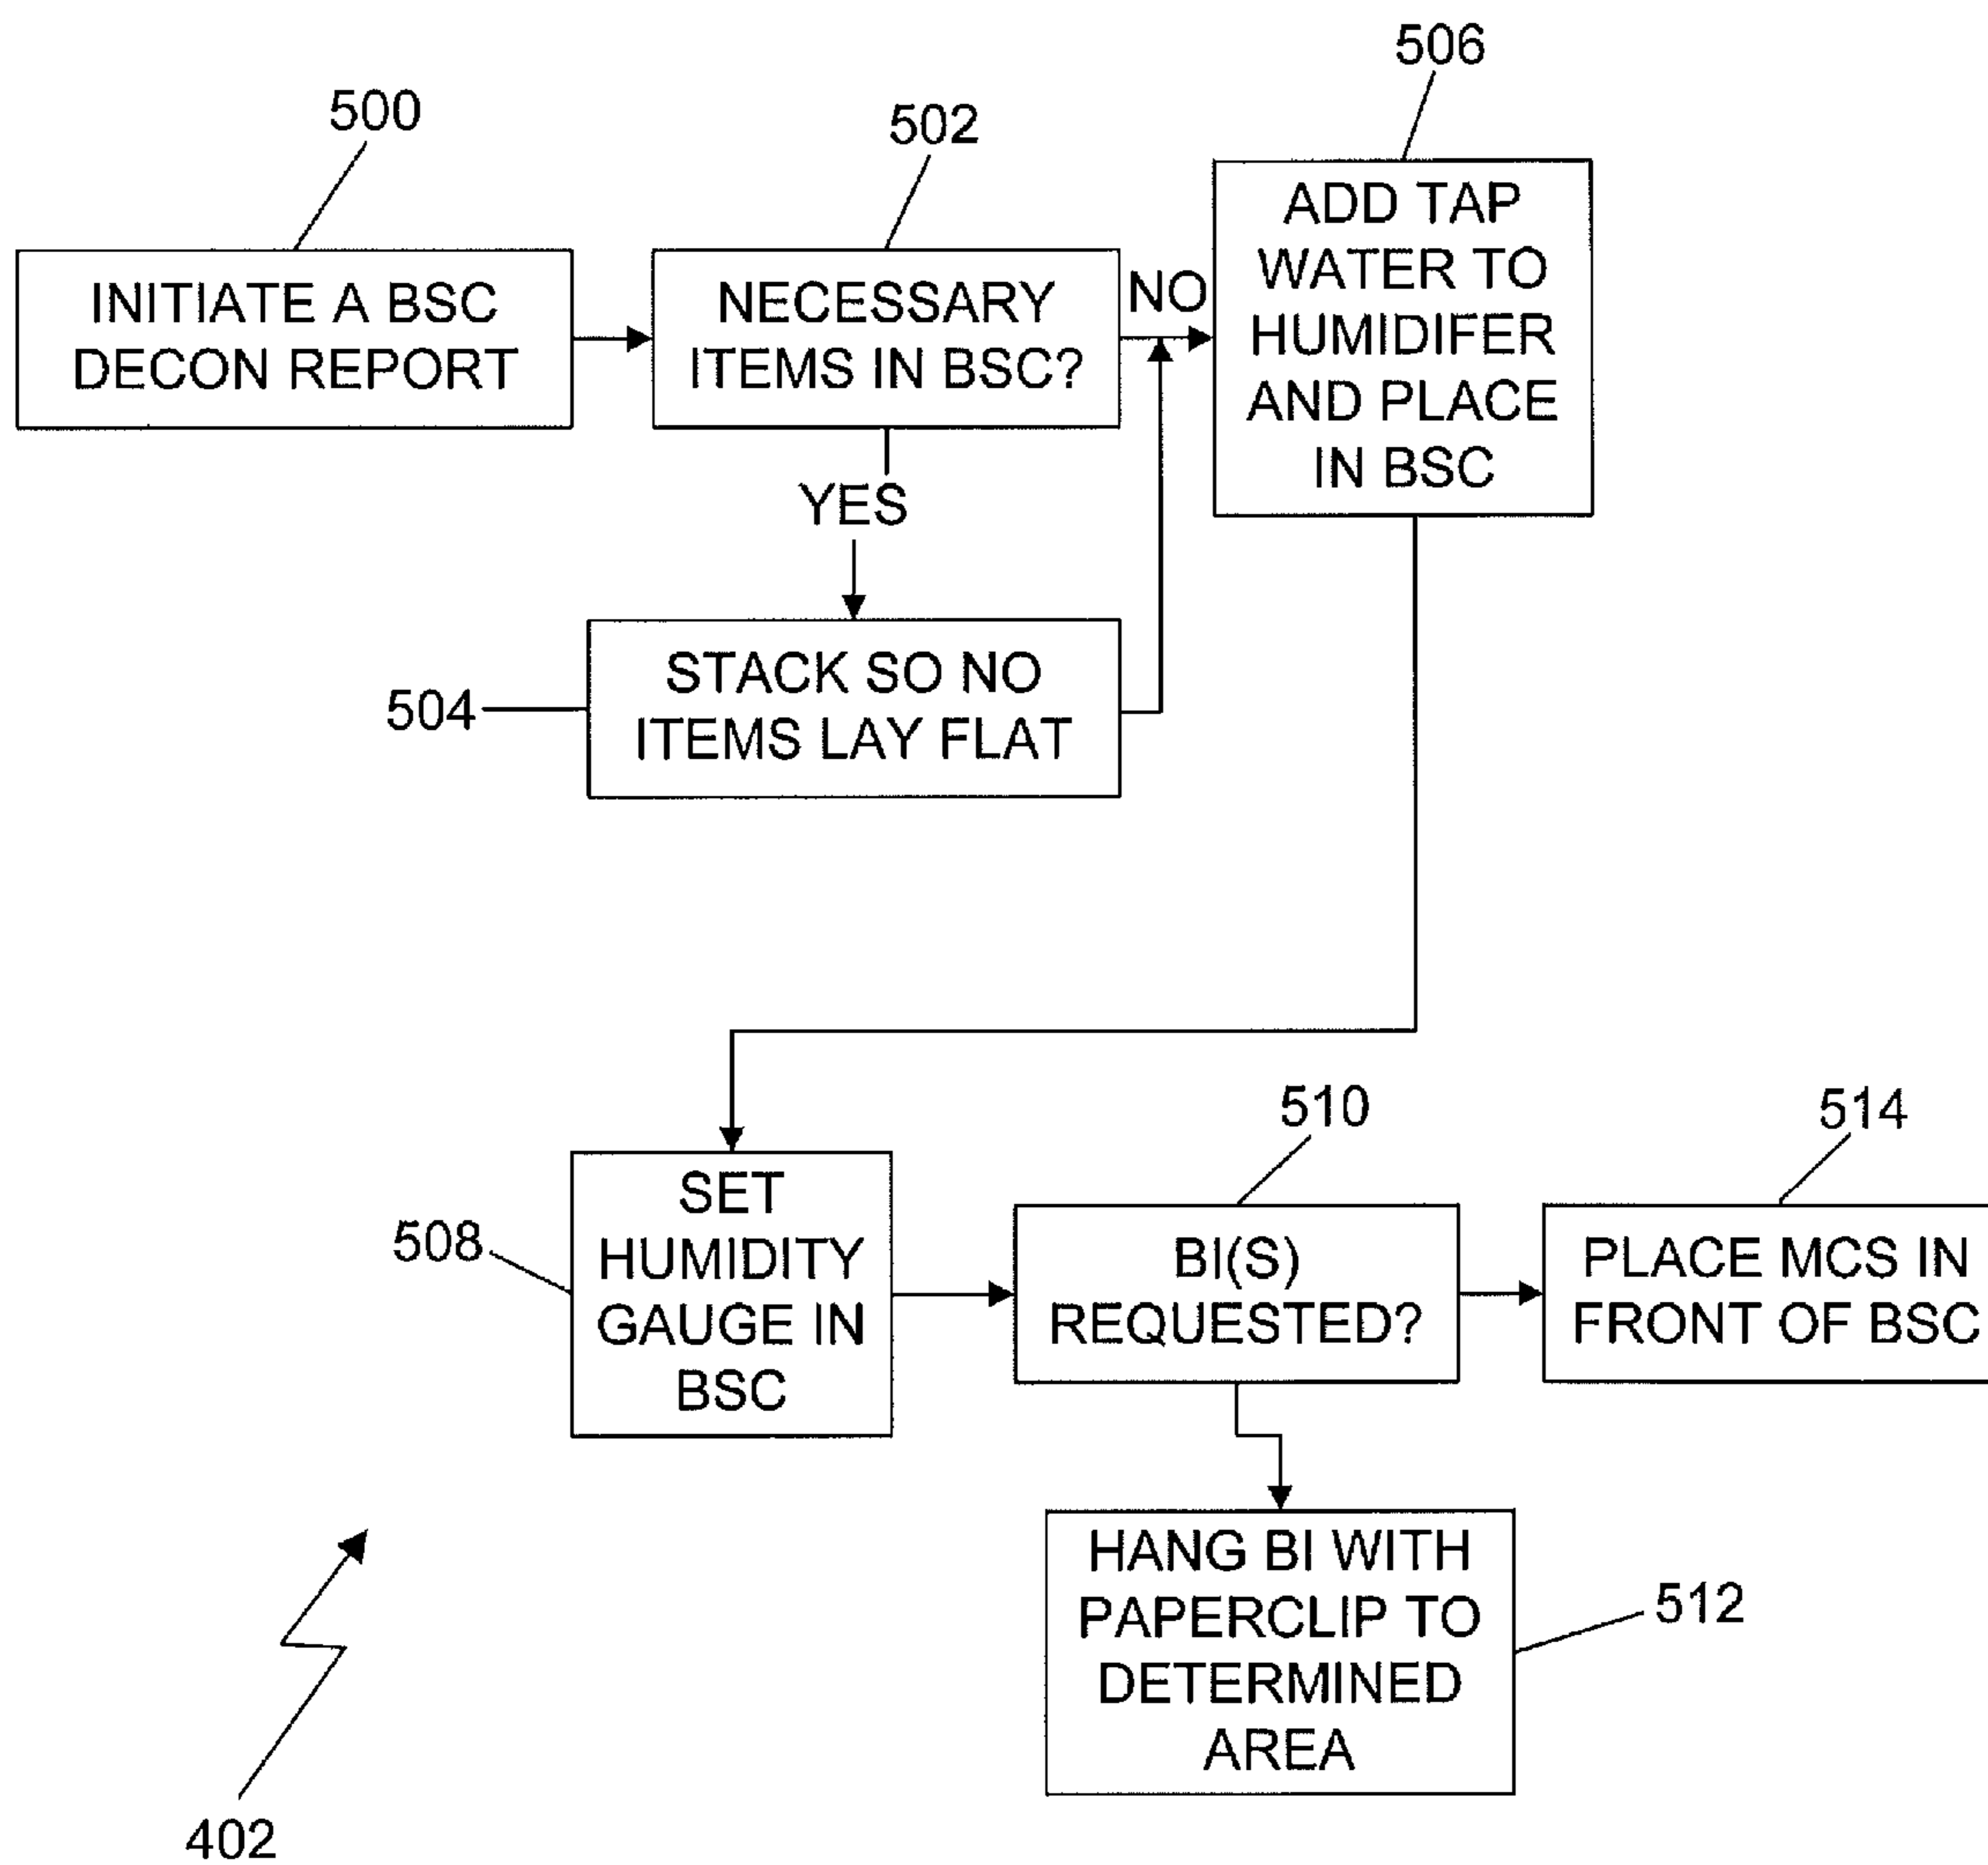 500
INITIATE A BSC
DECON REPORT
502
NECESSARY
ITEMS IN BSC?
NO
YES
504
STACK SO NO
ITEMS LAY FLAT
506
ADD TAP
WATER TO
HUMIDIFER
AND PLACE
IN BSC
508
SET
HUMIDITY
GAUGE IN
BSC
510
BI(S)
REQUESTED?
514
PLACE MCS IN
FRONT OF BSC
HANG BI WITH
PAPERCLIP TO
DETERMINED
AREA
512
402